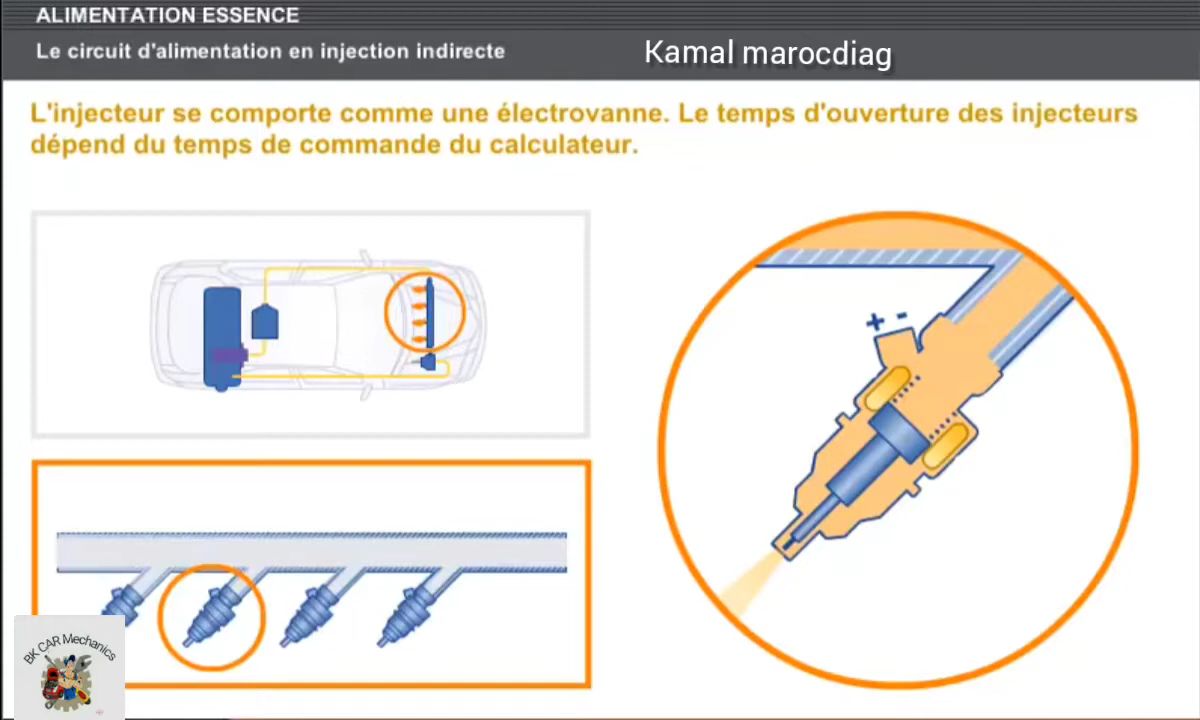 ALIMENTATION ESSENCE
Le circuit d'alimentation en injection indirecte
Kamal marocdiag
L'injecteur se comporte comme une électrovanne. Le temps d'ouverture des injecteurs
dépend du temps de commande du calculateur.
+ -
BK CAR Mechanics